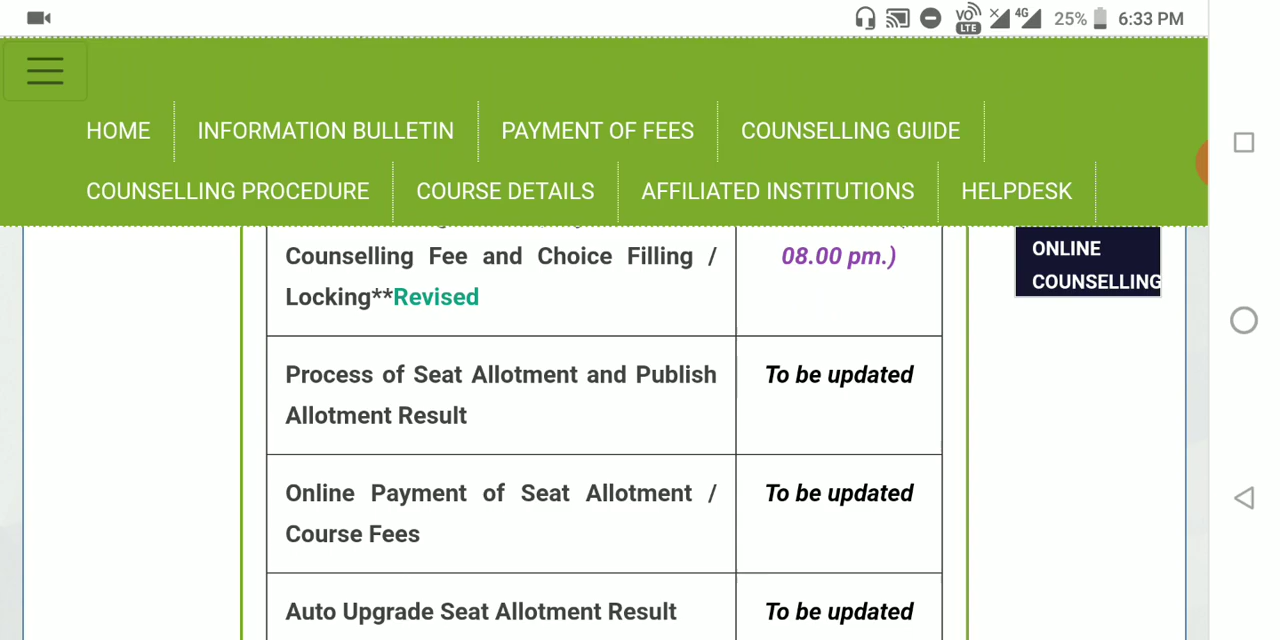 VO
LTE
4G
25%
6:33 PM
HOME
INFORMATION BULLETIN
PAYMENT OF FEES
COUNSELLING GUIDE
COUNSELLING PROCEDURE
COURSE DETAILS
AFFILIATED INSTITUTIONS
HELPDESK
Counselling Fee and Choice Filling /
Locking**Revised
08.00 pm.)
ONLINE
COUNSELLING
Process of Seat Allotment and Publish
Allotment Result
To be updated
Online Payment of Seat Allotment /
Course Fees
To be updated
Auto Upgrade Seat Allotment Result
To be updated